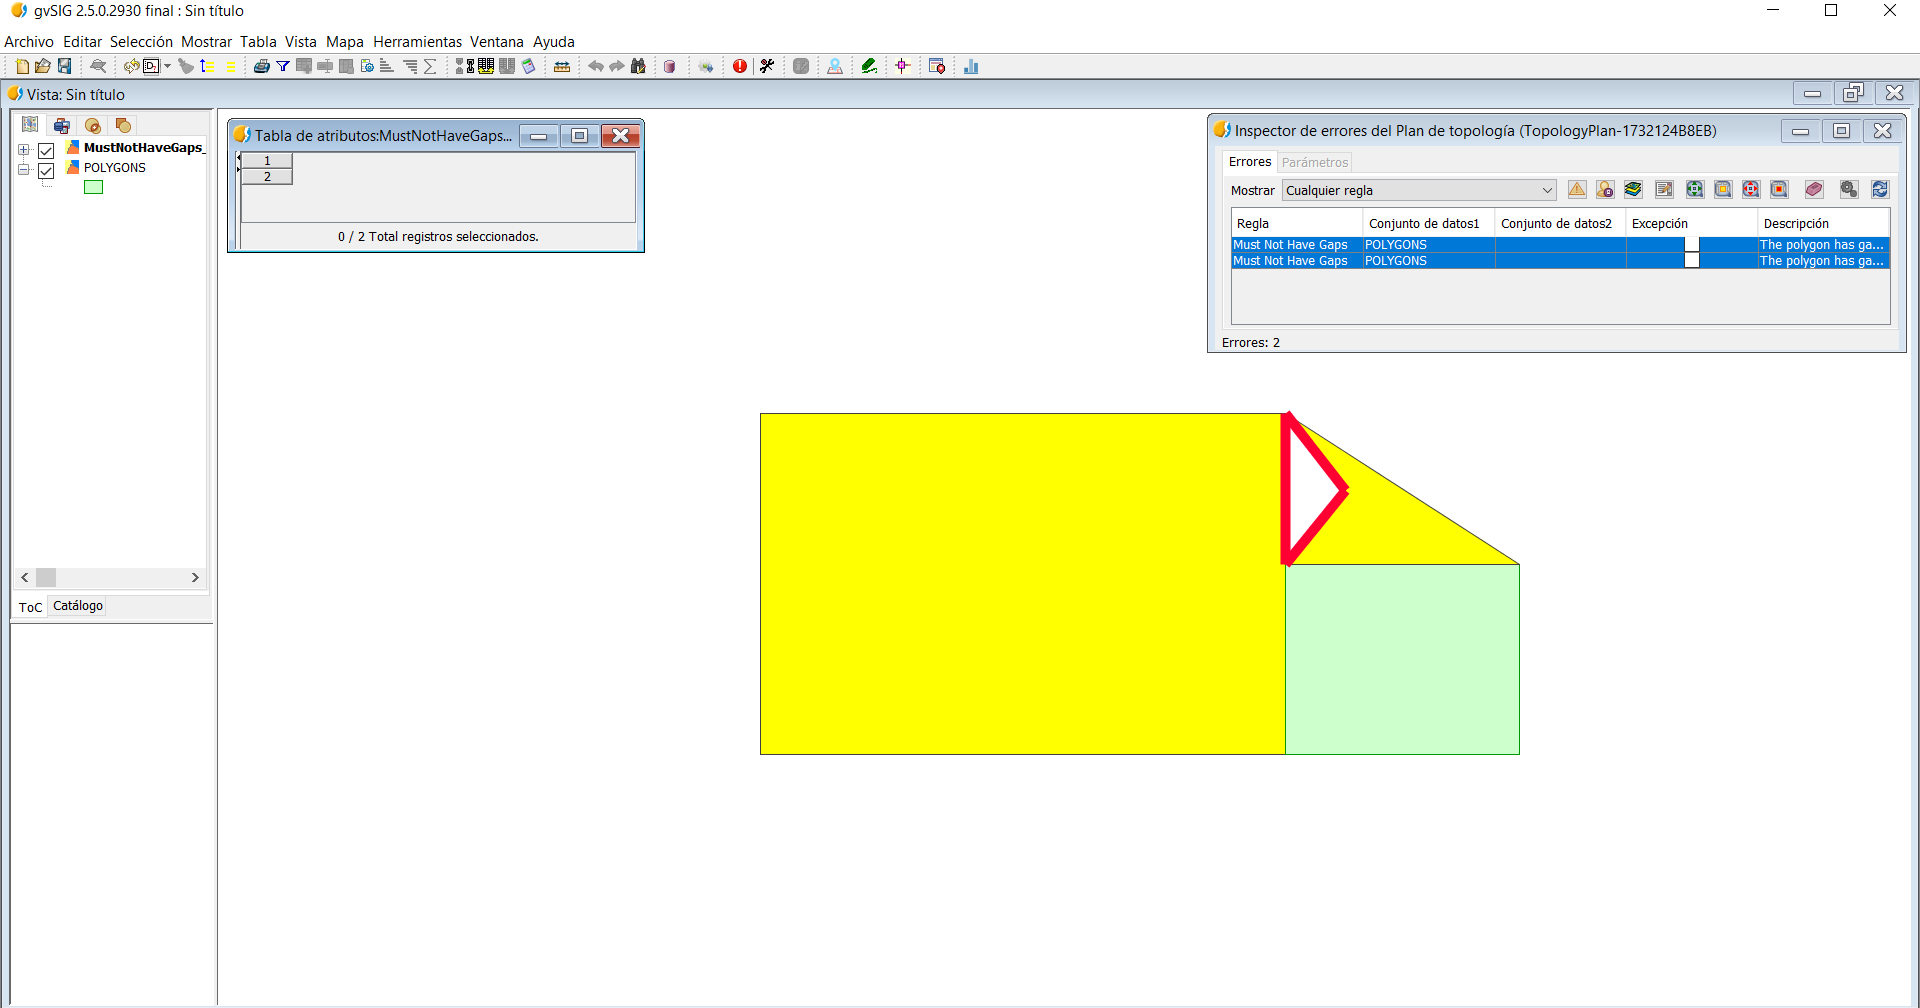 gvSIG 2.5.0.2930 final : Sin título
Archivo Editar Selección Mostrar Tabla Vista Mapa Herramientas Ventana Ayuda
Vista: Sin título
MustNotHaveGaps_
POLYGONS
ToC Catálogo
Tabla de atributos:MustNotHaveGaps...
1
2
0 / 2 Total registros seleccionados.
Inspector de errores del Plan de topología (TopologyPlan-1732124B8EB)
Errores Parámetros
Mostrar Cualquier regla
Regla Conjunto de datos1 Conjunto de datos2 Excepción Descripción
Must Not Have Gaps POLYGONS The polygon has ga...
Must Not Have Gaps POLYGONS The polygon has ga...
Errores: 2